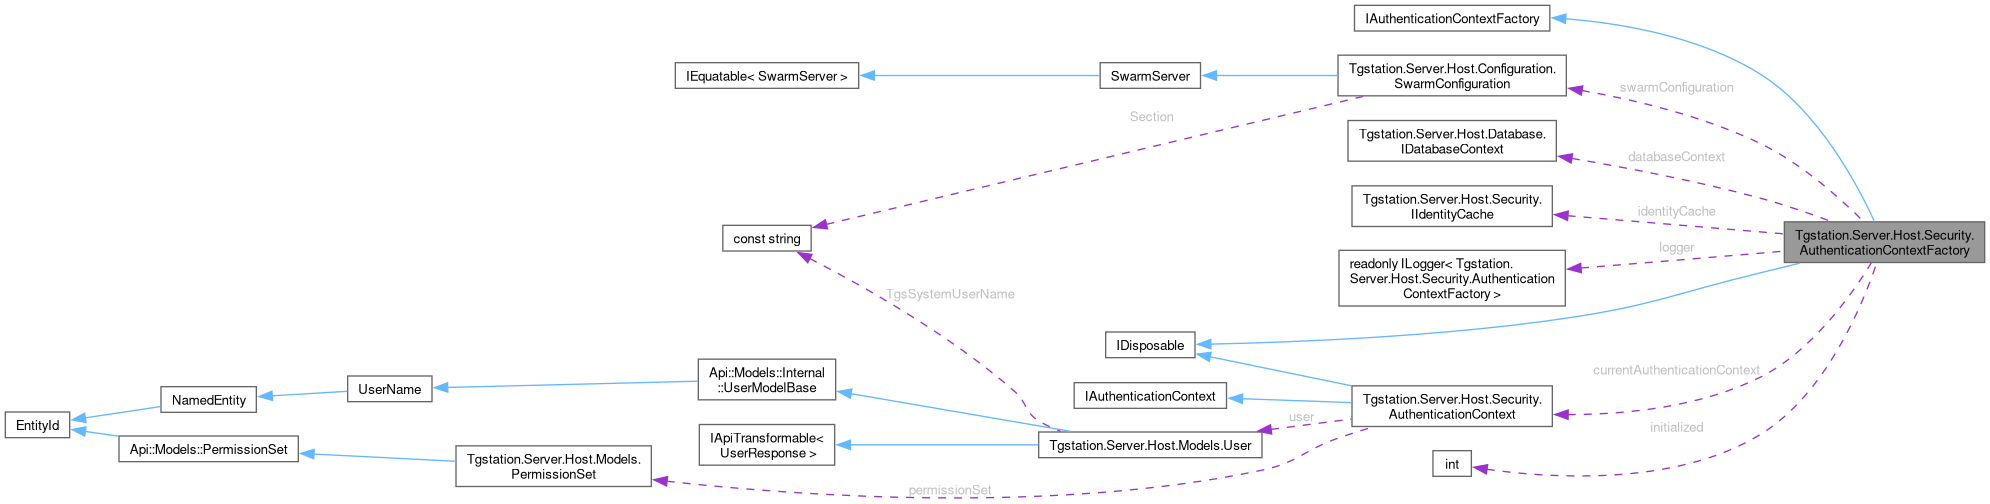 IAuthenticationContextFactory
IEquatable< SwarmServer >
SwarmServer
Tgstation.Server.Host.Configuration.
SwarmConfiguration
swarmConfiguration
Section
Tgstation.Server.Host.Database.
IDatabaseContext
databaseContext
Tgstation.Server.Host.Security.
IIdentityCache
identityCache
const string
Tgstation.Server.Host.Security.
AuthenticationContextFactory
logger
readonly ILogger< Tgstation.
Server.Host.Security.Authentication
ContextFactory >
TgsSystemUserName
IDisposable
currentAuthenticationContext
Api::Models::Internal
::UserModelBase
UserName
NamedEntity
IAuthenticationContext
Tgstation.Server.Host.Security.
AuthenticationContext
user
EntityId
initialized
Api::Models::PermissionSet
IApiTransformable<
UserResponse >
Tgstation.Server.Host.Models.User
Tgstation.Server.Host.Models.
PermissionSet
int
permissionSet